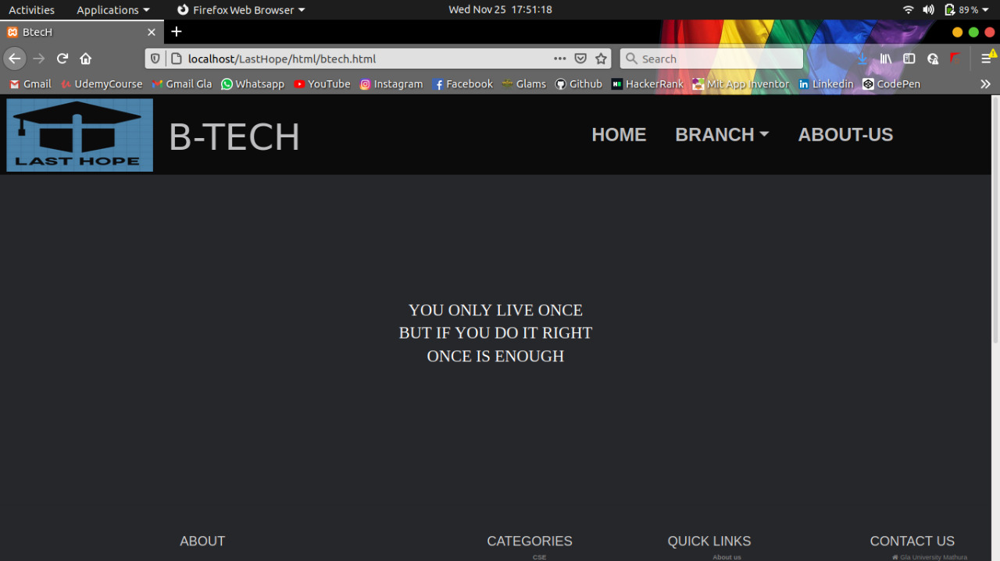 Activities Applications Firefox Web Browser Wed Nov 25 17:51:18 89 %
BtecH
localhost/LastHope/html/btech.html Search
Gmail UdemyCourse Gmail Gla Whatsapp YouTube Instagram Facebook Glams Github HackerRank Mit App Inventor Linkedin CodePen
LAST HOPE
B-TECH HOME BRANCH ABOUT-US
YOU ONLY LIVE ONCE
BUT IF YOU DO IT RIGHT
ONCE IS ENOUGH
ABOUT CATEGORIES QUICK LINKS CONTACT US
CSE About us Gla University Mathura